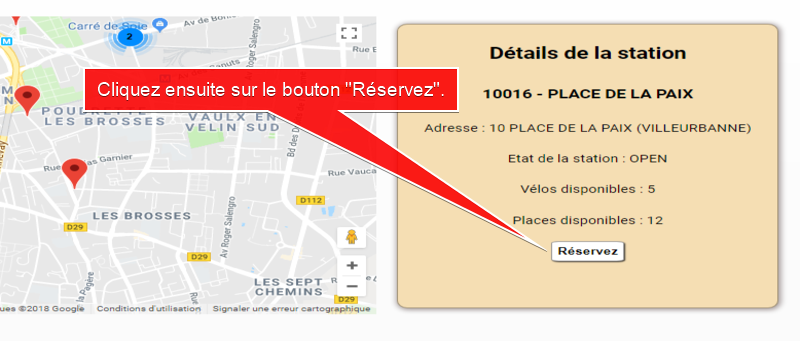 Carré de Soie
Av de Bo
2
Rue E
Av Roger Salengro
M
Cliquez ensuite sur le bouton "Réservez".
POUDRETTE
LES BROSSES
VAULX EN
VELIN SUD
Bd des
Rue
as Garnier
Rue Vauca
LES BROSSES
D112
D29
D29
Av Roger Salengro
de la Pagère
LES SEPT
CHEMINS
D29
ues ©2018 Google
Conditions d'utilisation
Signaler une erreur cartographique
Détails de la station
10016 - PLACE DE LA PAIX
Adresse : 10 PLACE DE LA PAIX (VILLEURBANNE)
Etat de la station : OPEN
Vélos disponibles : 5
Places disponibles : 12
Réservez